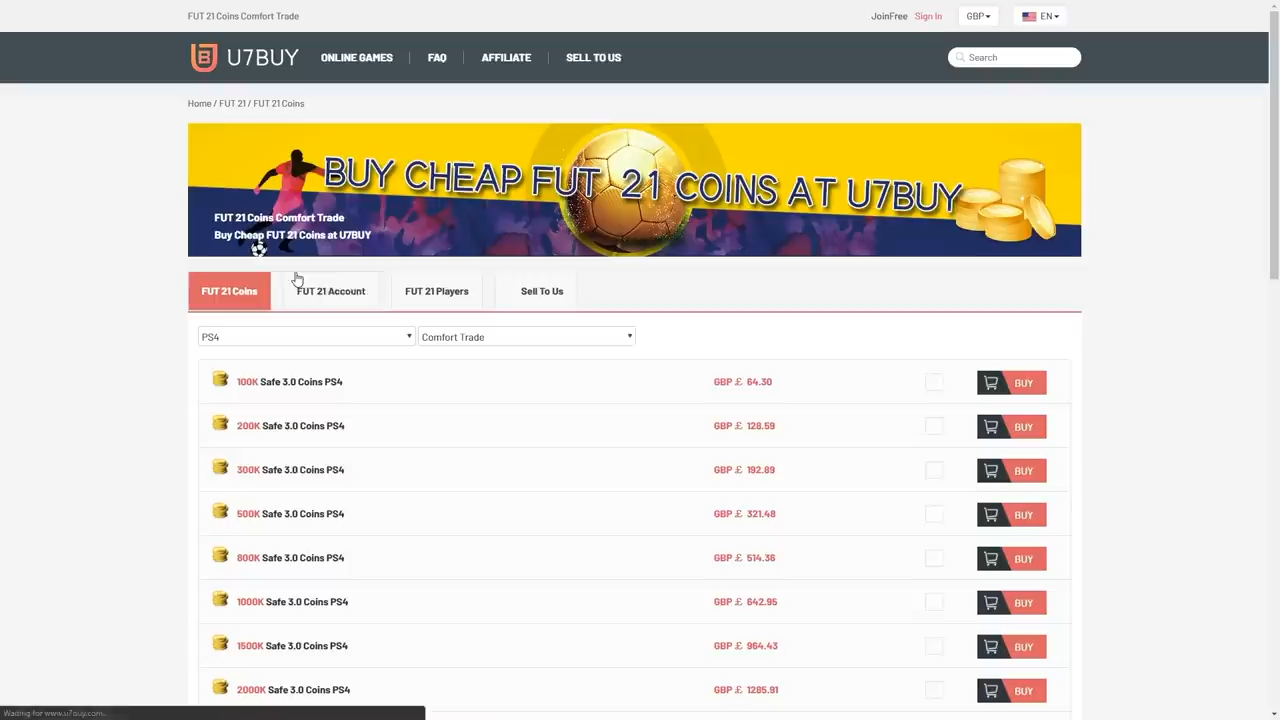 FUT 21 Coins Comfort Trade
JoinFree Sign In GBP EN
U7BUY ONLINE GAMES FAQ AFFILIATE SELL TO US Search
Home / FUT 21 / FUT 21 Coins
BUY CHEAP FUT 21 COINS AT U7BUY
FUT 21 Coins Comfort Trade
Buy Cheap FUT 21 Coins at U7BUY
FUT 21 Coins FUT 21 Account FUT 21 Players Sell To Us
PS4 Comfort Trade
100K Safe 3.0 Coins PS4 GBP £ 64.30 BUY
200K Safe 3.0 Coins PS4 GBP £ 128.59 BUY
300K Safe 3.0 Coins PS4 GBP £ 192.89 BUY
500K Safe 3.0 Coins PS4 GBP £ 321.48 BUY
800K Safe 3.0 Coins PS4 GBP £ 514.36 BUY
1000K Safe 3.0 Coins PS4 GBP £ 642.95 BUY
1500K Safe 3.0 Coins PS4 GBP £ 964.43 BUY
2000K Safe 3.0 Coins PS4 GBP £ 1285.91 BUY
Waiting for www.u7buy.com...